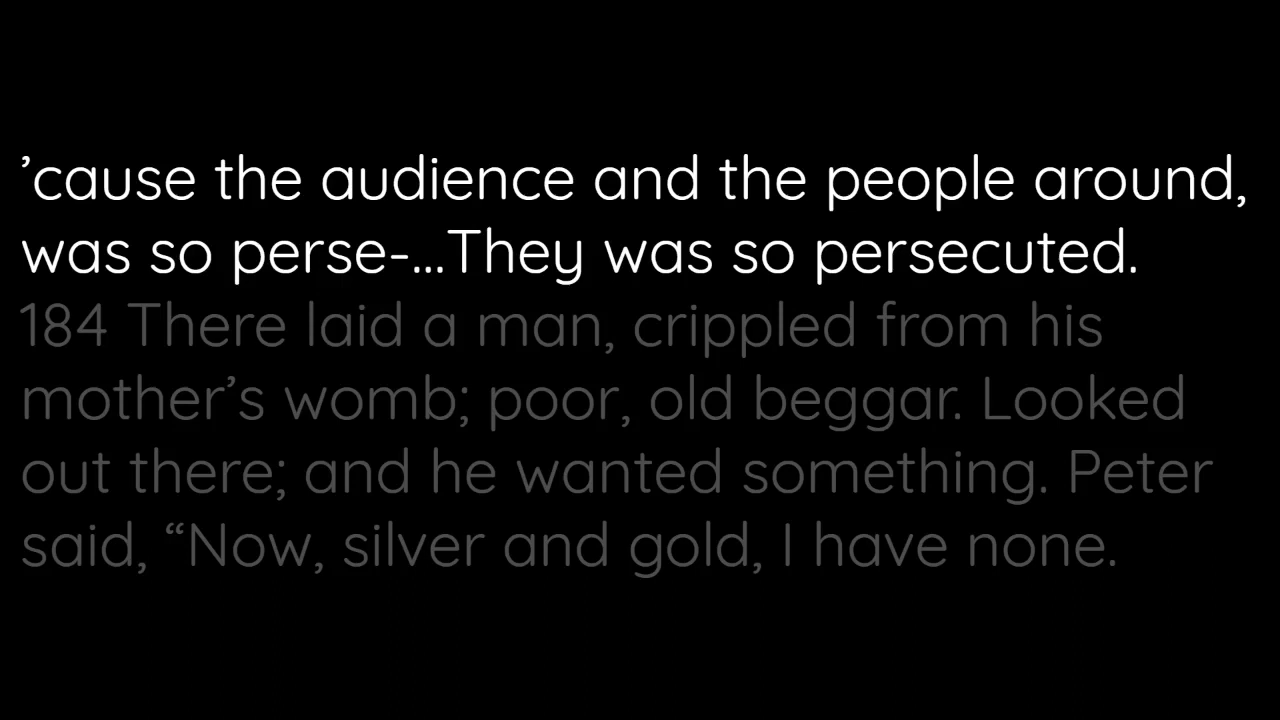 ’cause the audience and the people around,
was so perse-...They was so persecuted.
184 There laid a man, crippled from his
mother’s womb; poor, old beggar. Looked
out there; and he wanted something. Peter
said, “Now, silver and gold, I have none.